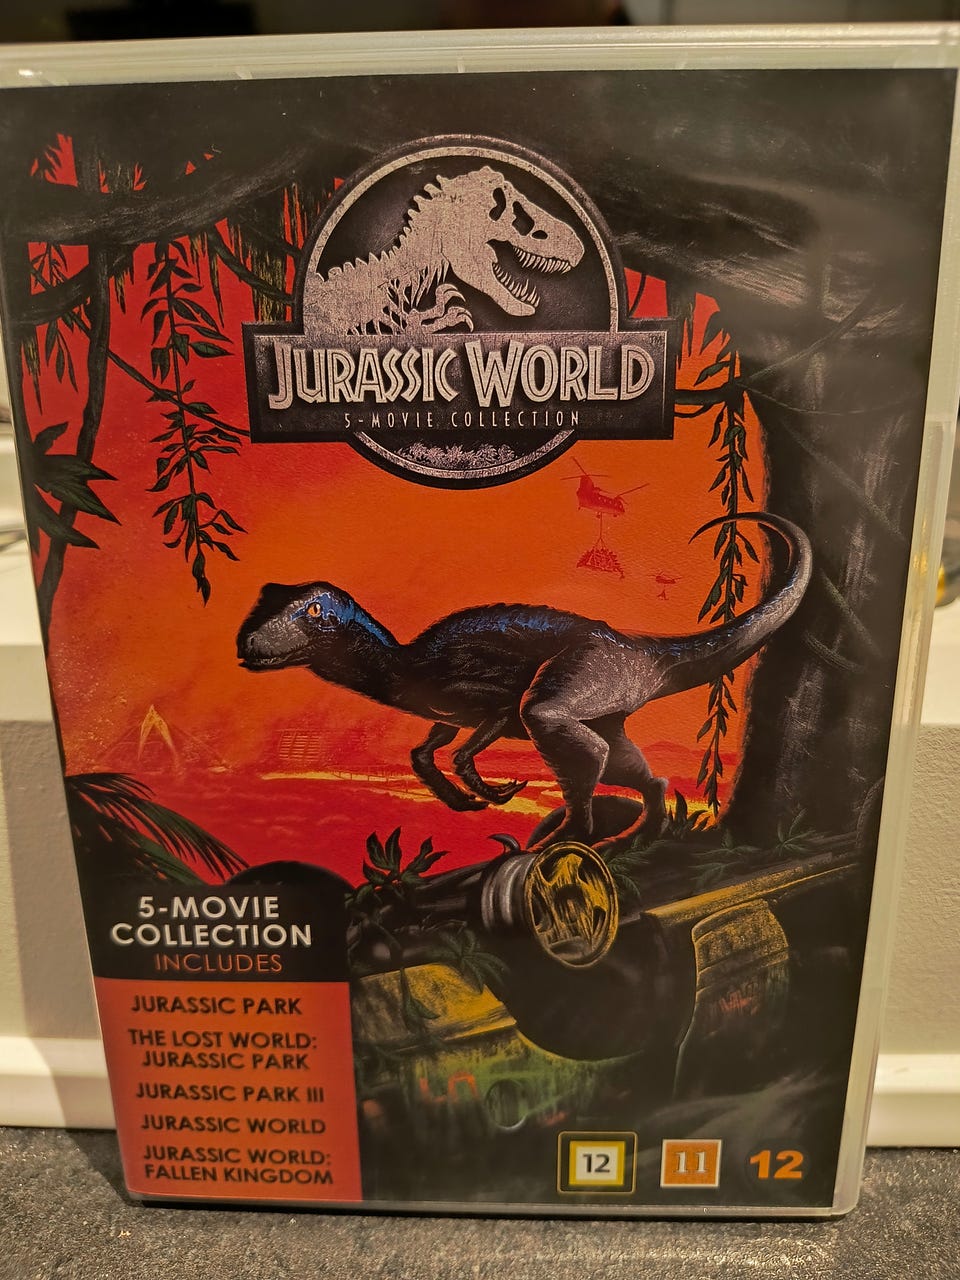 JURASSIC WORLD
5-MOVIE COLLECTION
5-MOVIE
COLLECTION
INCLUDES
JURASSIC PARK
THE LOST WORLD:
JURASSIC PARK
JURASSIC PARK III
JURASSIC WORLD
JURASSIC WORLD:
FALLEN KINGDOM
12 11 12